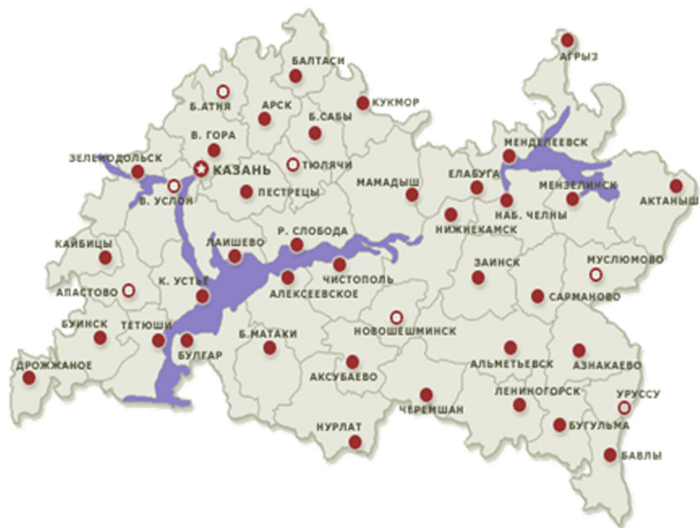 АГРЫЗ
БАЛТАСИ
Б.АТНЯ
АРСК
КУКМОР
Б.САБЫ
В. ГОРА
МЕНДЕЛЕЕВСК
ЗЕЛЕНОДОЛЬСК
КАЗАНЬ
ТЮЛЯЧИ
ЕЛАБУГА
МАМАДЫШ
МЕНЗЕЛИНСК
В. УСЛОН
ПЕСТРЕЦЫ
АКТАНЫШ
НАБ. ЧЕЛНЫ
НИЖНЕКАМСК
Р. СЛОБОДА
КАЙБИЦЫ
ЛАИШЕВО
МУСЛЮМОВО
ЗАИНСК
К. УСТЬЕ
ЧИСТОПОЛЬ
АПАСТОВО
АЛЕКСЕЕВСКОЕ
САРМАНОВО
БУИНСК
ТЕТЮШИ
Б.МАТАКИ
НОВОШЕШМИНСК
БУЛГАР
АЛЬМЕТЬЕВСК
АЗНАКАЕВО
ДРОЖЖАНОЕ
АКСУБАЕВО
ЛЕНИНОГОРСК
УРУССУ
ЧЕРЕМШАН
НУРЛАТ
БУГУЛЬМА
БАВЛЫ